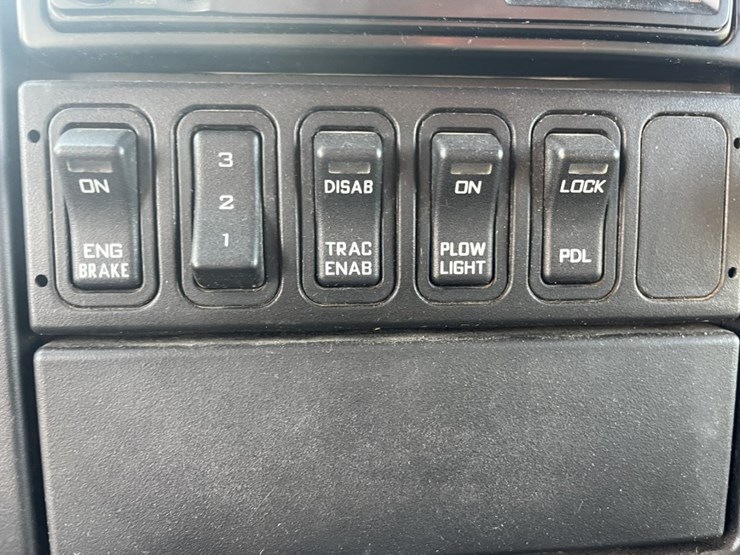 ON
ENG
BRAKE
3
2
1
DISAB
TRAC
ENAB
ON
PLOW
LIGHT
LOCK
PDL